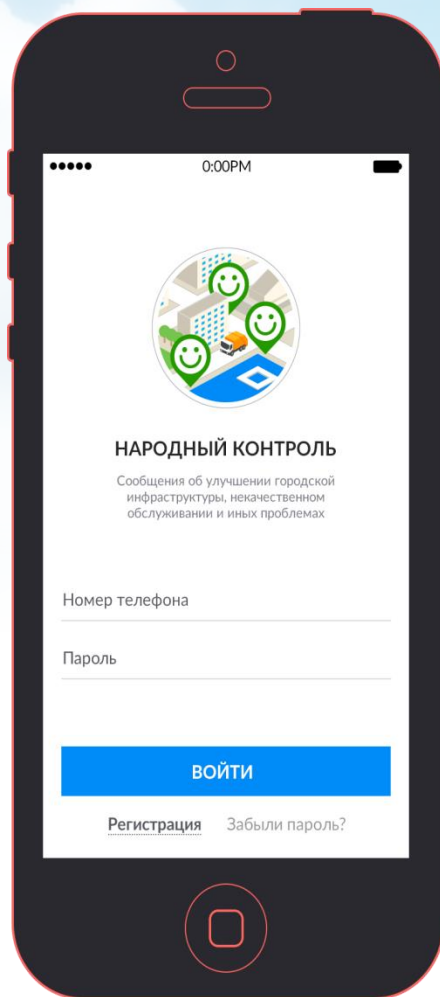 0:00PM
НАРОДНЫЙ КОНТРОЛЬ
Сообщения об улучшении городской
инфраструктуры, некачественном
обслуживании и иных проблемах
Номер телефона
Пароль
ВОЙТИ
Регистрация Забыли пароль?